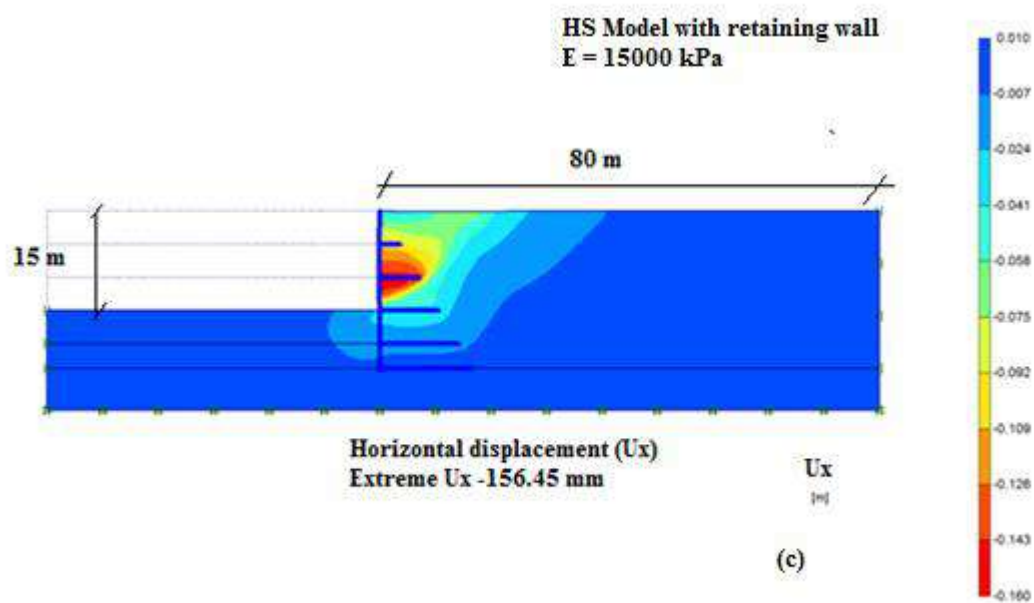 HS Model with retaining wall
E = 15000 kPa
80 m
15 m
0.010
-0.007
-0.024
-0.041
-0.058
-0.075
-0.092
-0.109
-0.126
-0.143
-0.160
Horizontal displacement (Ux)
Extreme Ux -156.45 mm
Ux
[m]
(c)